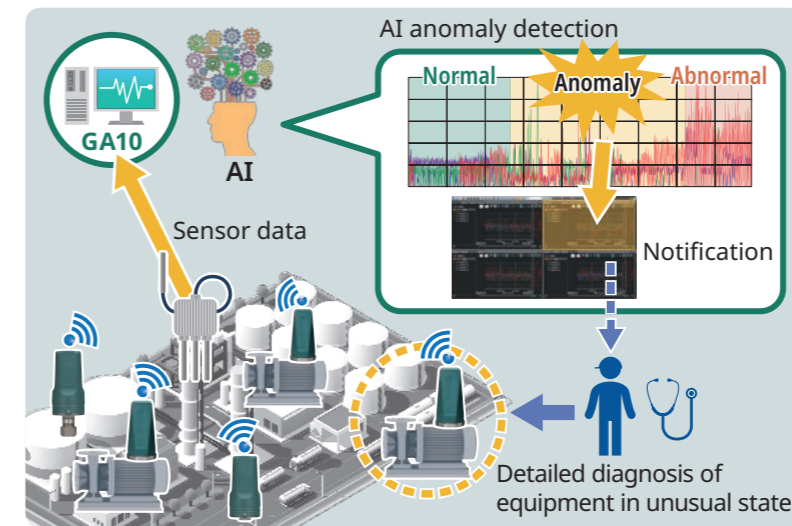 AI anomaly detection
Normal
Anomaly
Abnormal
GA10
AI
Sensor data
Notification
Detailed diagnosis of
equipment in unusual state